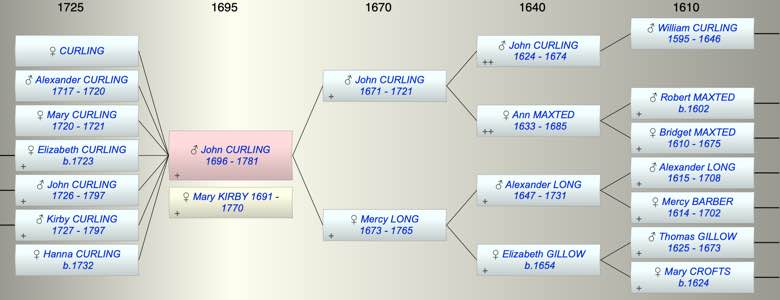 1725 1695 1670 1640 1610
♀ CURLING
♂ Alexander CURLING
1717 - 1720
♀ Mary CURLING
1720 - 1721
♀ Elizabeth CURLING
b.1723
+
♂ John CURLING
1726 - 1797
+
♂ Kirby CURLING
1727 - 1797
+
♀ Hanna CURLING
b.1732
♂ John CURLING
1696 - 1781
+
♀ Mary KIRBY 1691 -
1770
+
♂ John CURLING
1671 - 1721
+
♀ Mercy LONG
1673 - 1765
+
♂ John CURLING
1624 - 1674
++
♀ Ann MAXTED
1633 - 1685
++
♂ Alexander LONG
1647 - 1731
+
♀ Elizabeth GILLOW
b.1654
+
♂ William CURLING
1595 - 1646
♂ Robert MAXTED
b.1602
+
♀ Bridget MAXTED
1610 - 1675
+
♂ Alexander LONG
1615 - 1708
+
♀ Mercy BARBER
1614 - 1702
+
♂ Thomas GILLOW
1625 - 1673
+
♀ Mary CROFTS
b.1624
+